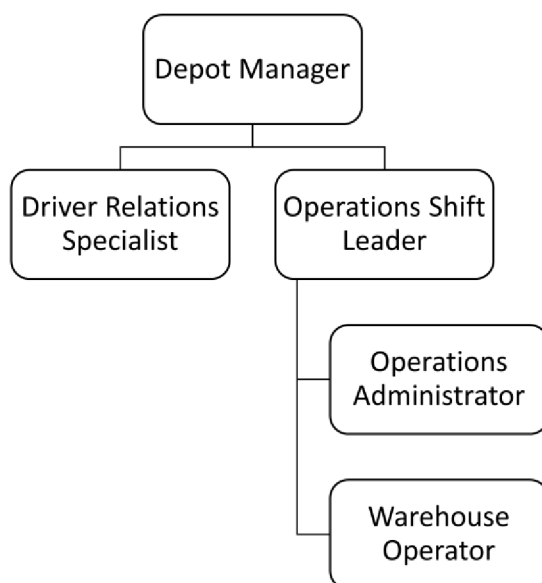 Depot Manager
Driver Relations
Specialist
Operations Shift
Leader
Operations
Administrator
Warehouse
Operator